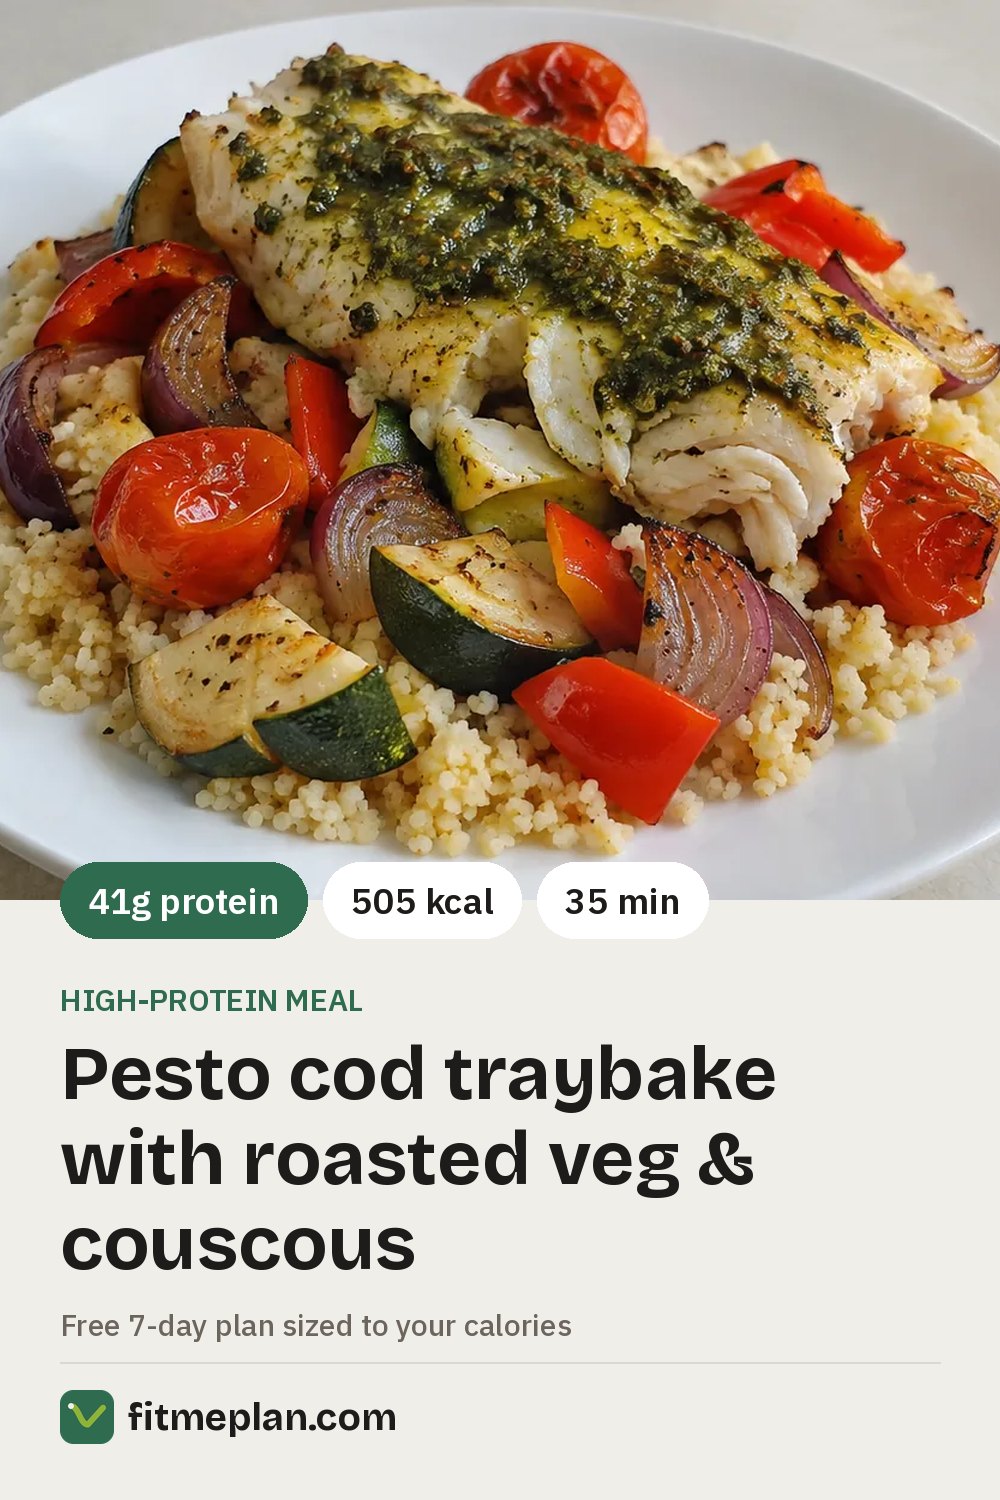 41g protein
505 kcal
35 min
HIGH-PROTEIN MEAL
Pesto cod traybake
with roasted veg &
couscous
Free 7-day plan sized to your calories
fitmeplan.com